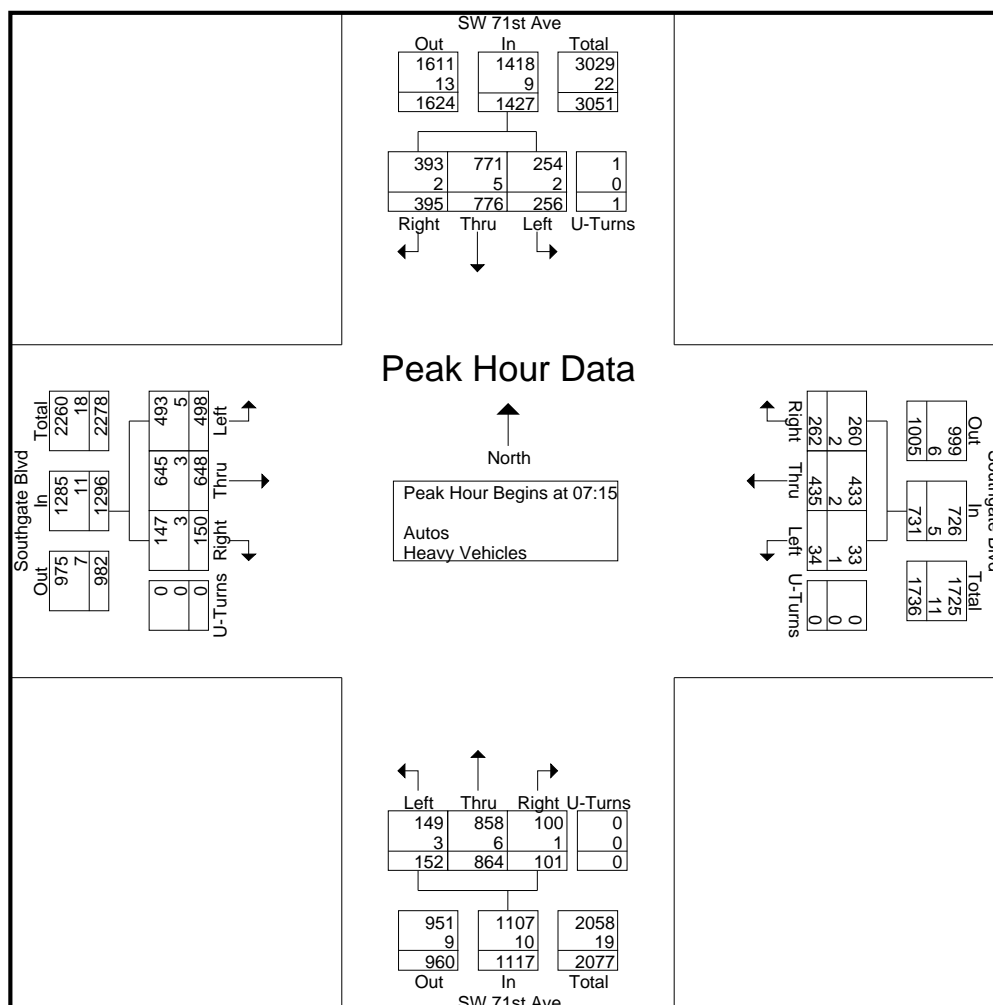 SW 71st Ave
Out In Total
1611 1418 3029
13 9 22
1624 1427 3051
393 771 254 1
2 5 2 0
395 776 256 1
Right Thru Left U-Turns
Peak Hour Data
North
Peak Hour Begins at 07:15
Autos
Heavy Vehicles
Southgate Blvd
Out In Total
975 1285 2260
7 11 18
982 1296 2278
493 645 147 0
5 3 3 0
498 648 150 0
Left Thru Right U-Turns
Southgate Blvd
Out In Total
999 726 1725
6 5 11
1005 731 1736
260 433 33 0
2 2 1 0
262 435 34 0
Right Thru Left U-Turns
Left Thru Right U-Turns
149 858 100 0
3 6 1 0
152 864 101 0
951 1107 2058
9 10 19
960 1117 2077
Out In Total
SW 71st Ave